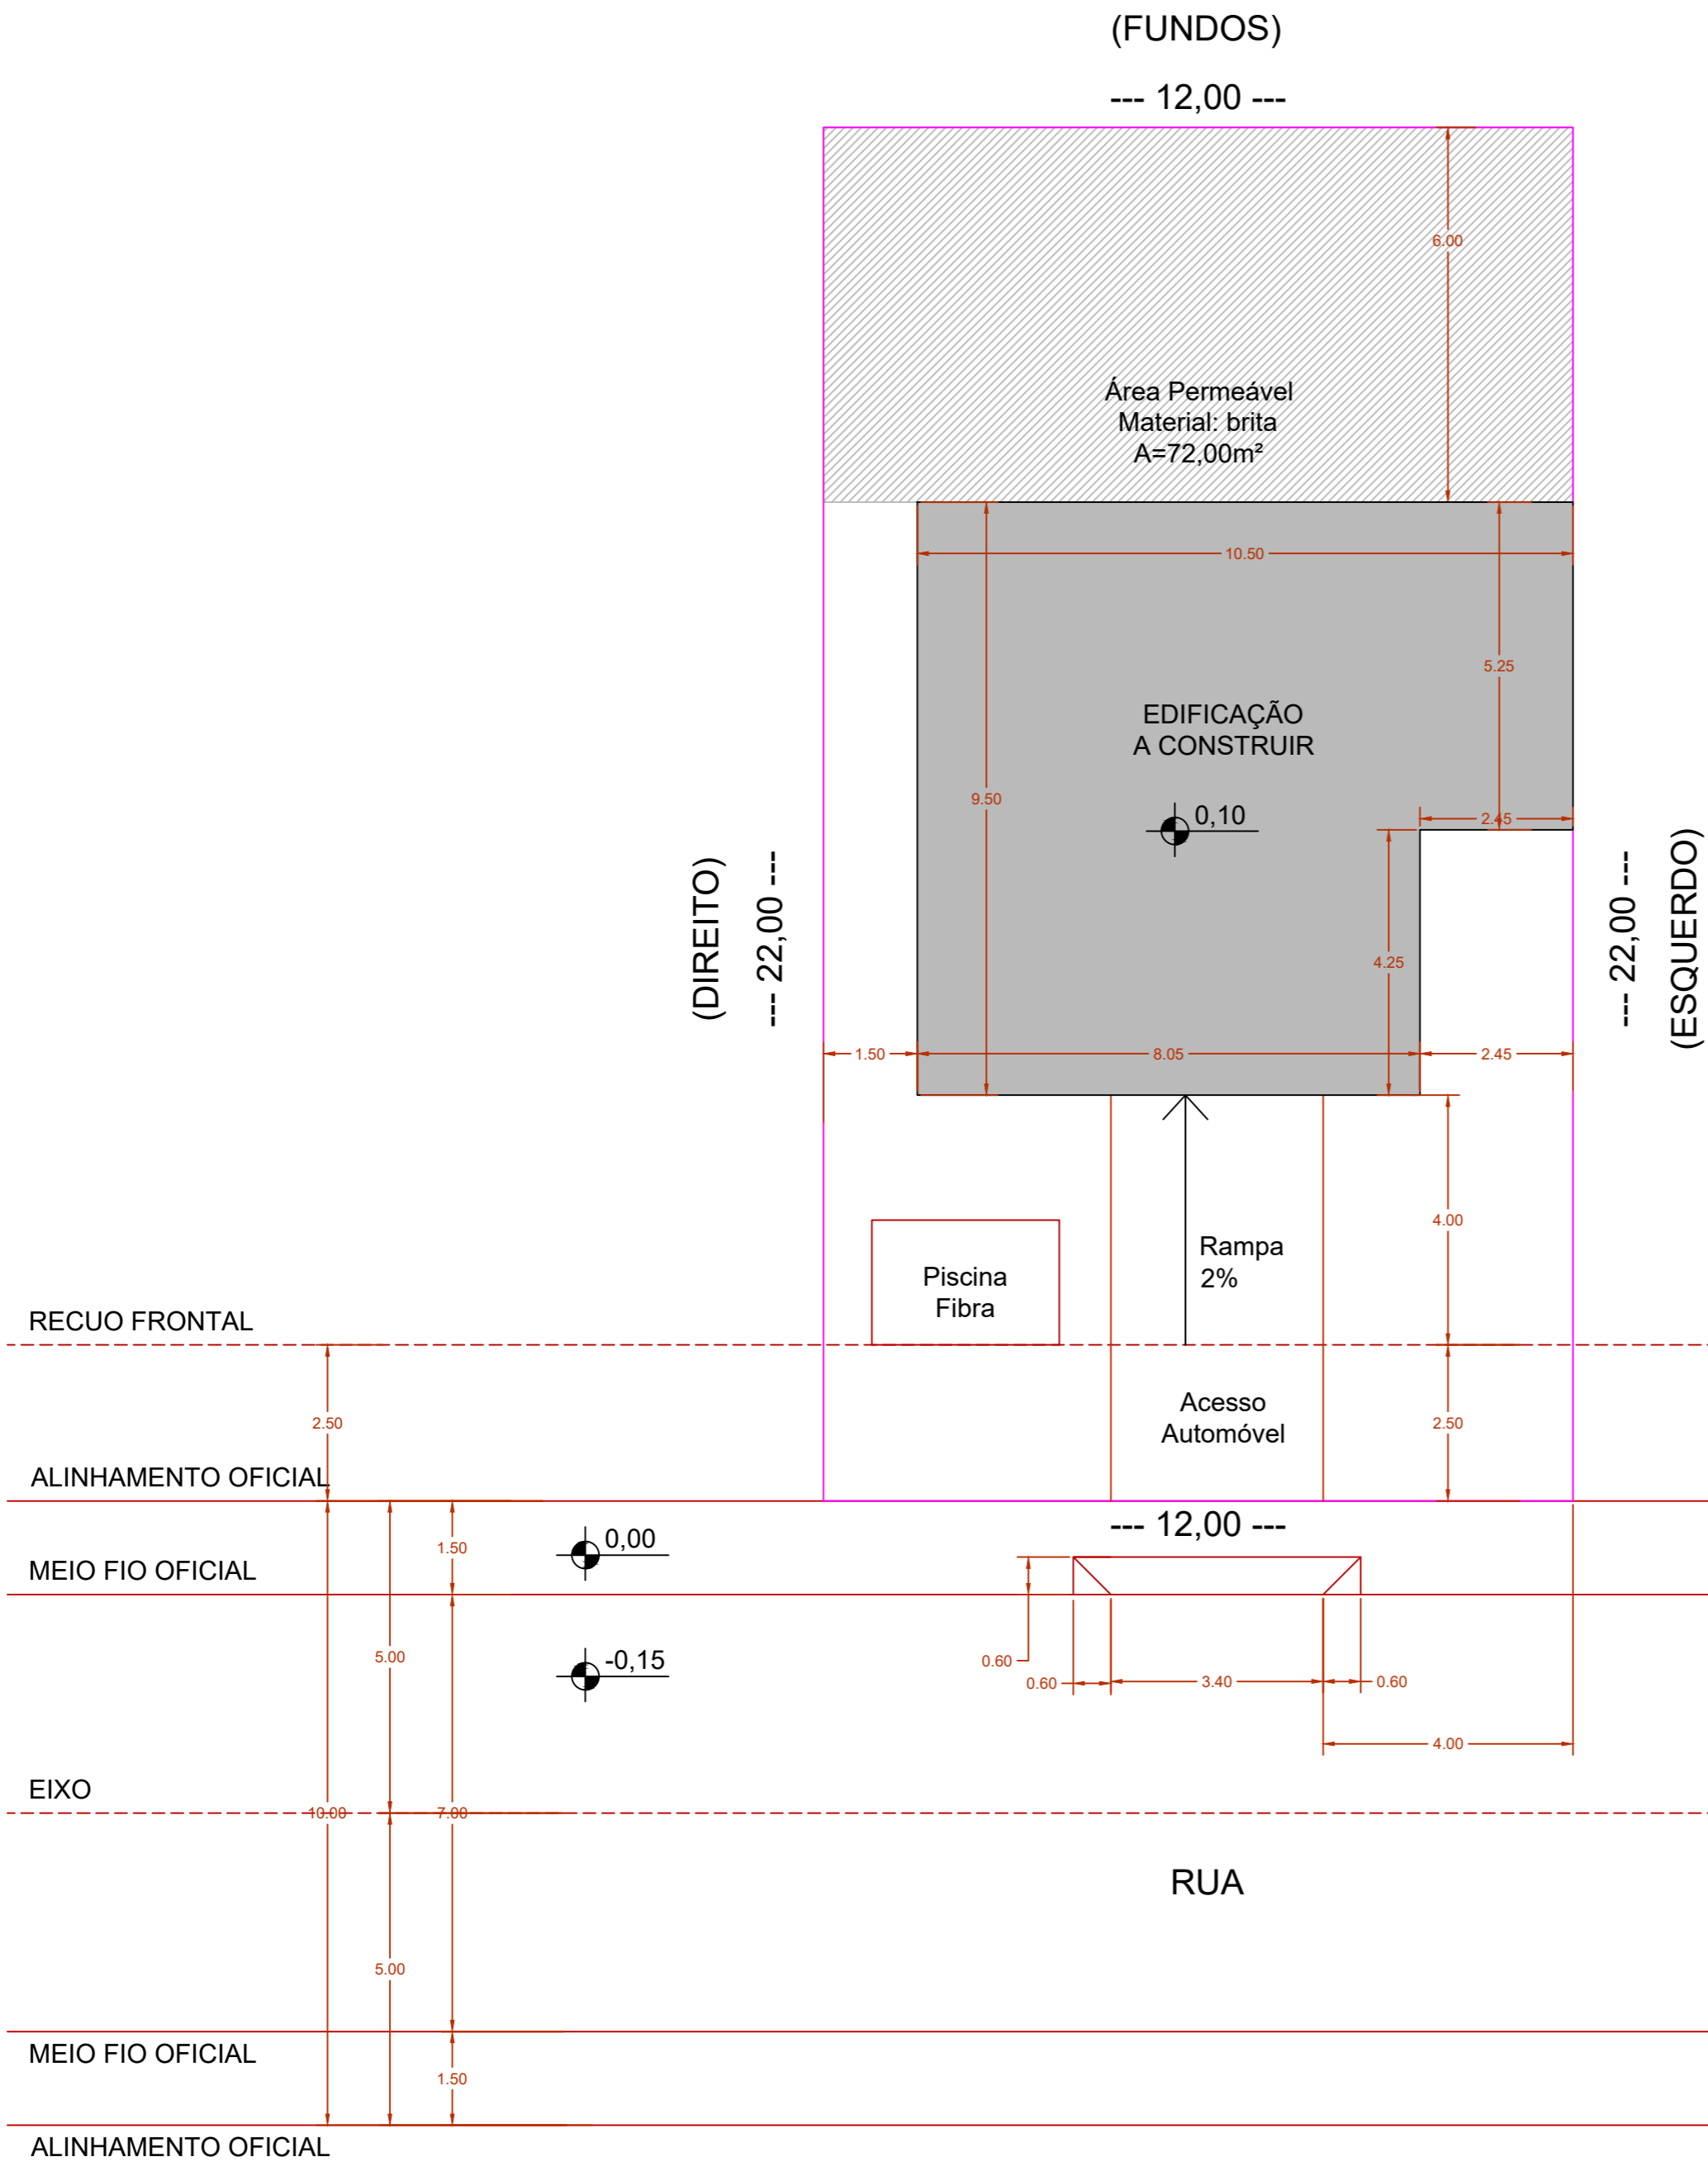 (FUNDOS)
--- 12,00 ---
6.00
Área Permeável
Material: brita
A=72,00m²
10.50
5.25
EDIFICAÇÃO
A CONSTRUIR
9.50
0,10
2.45
(DIREITO)
--- 22,00 ---
--- 22,00 ---
(ESQUERDO)
4.25
1.50
8.05
2.45
4.00
Rampa
2%
Piscina
Fibra
RECUO FRONTAL
2.50
Acesso
Automóvel
2.50
ALINHAMENTO OFICIAL
--- 12,00 ---
0,00
1.50
MEIO FIO OFICIAL
5.00
-0,15
0.60
0.60
3.40
0.60
4.00
EIXO
10.00
7.00
RUA
5.00
MEIO FIO OFICIAL
1.50
ALINHAMENTO OFICIAL